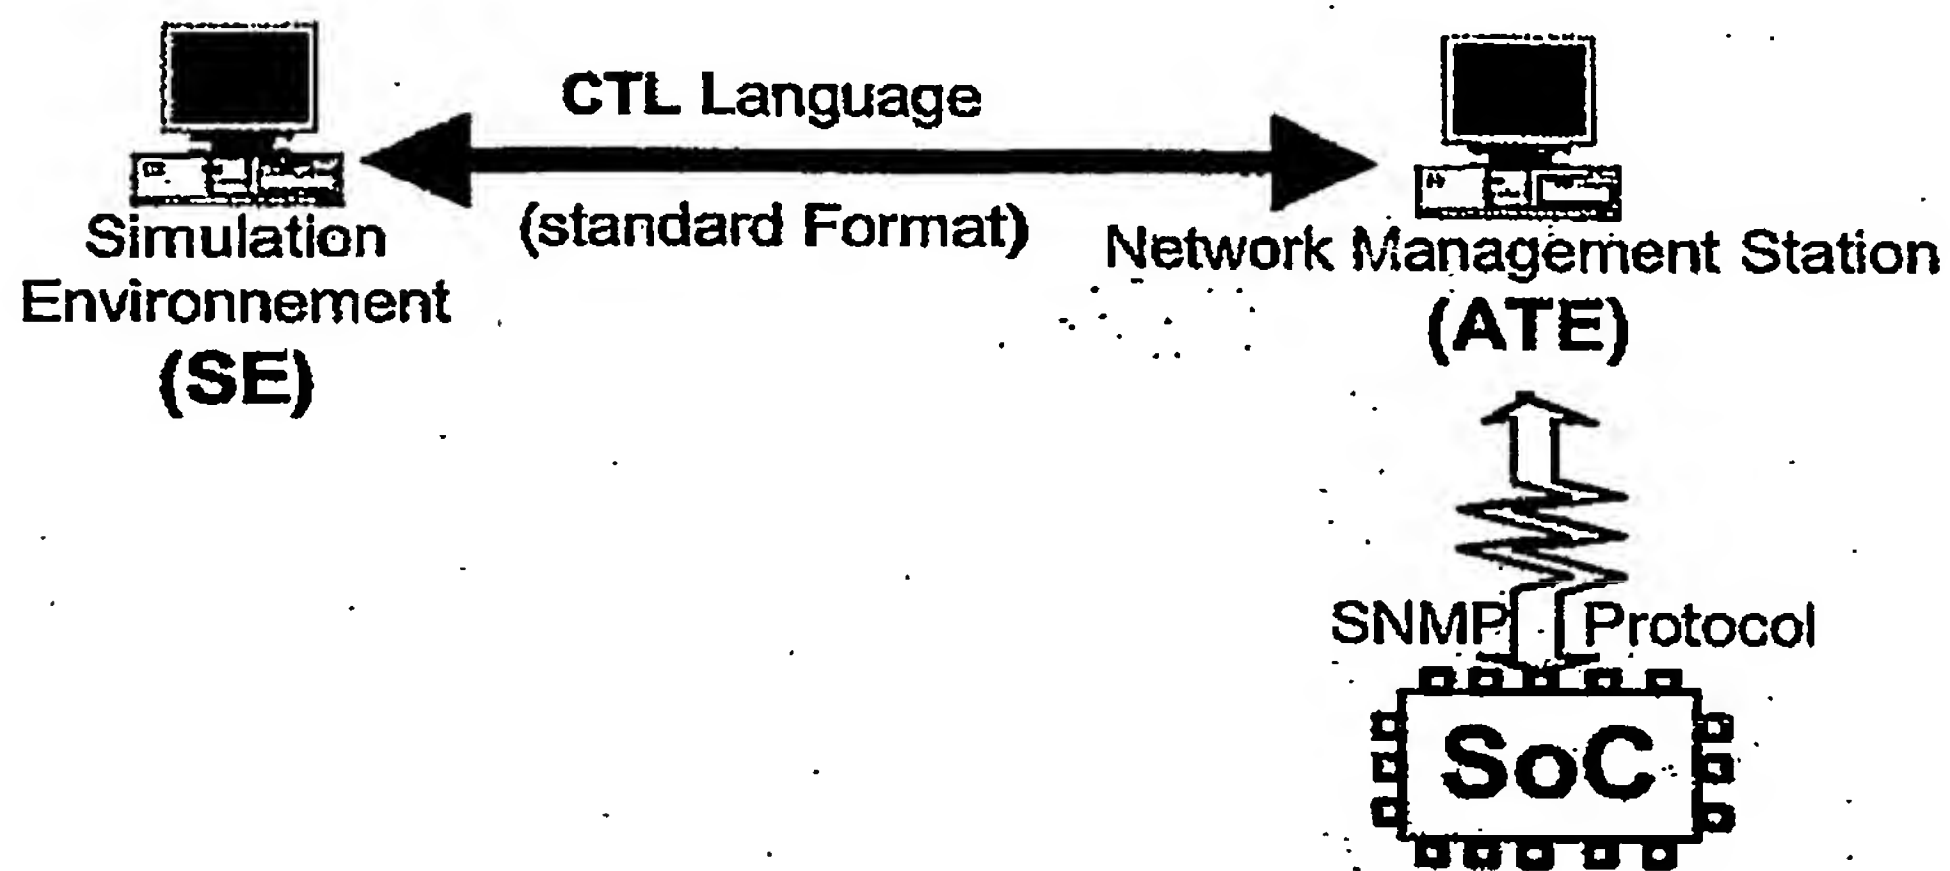 CTL Language
(standard Format)
Simulation
Environnement
(SE)
Network Management Station
(ATE)
SNMP Protocol
SoC